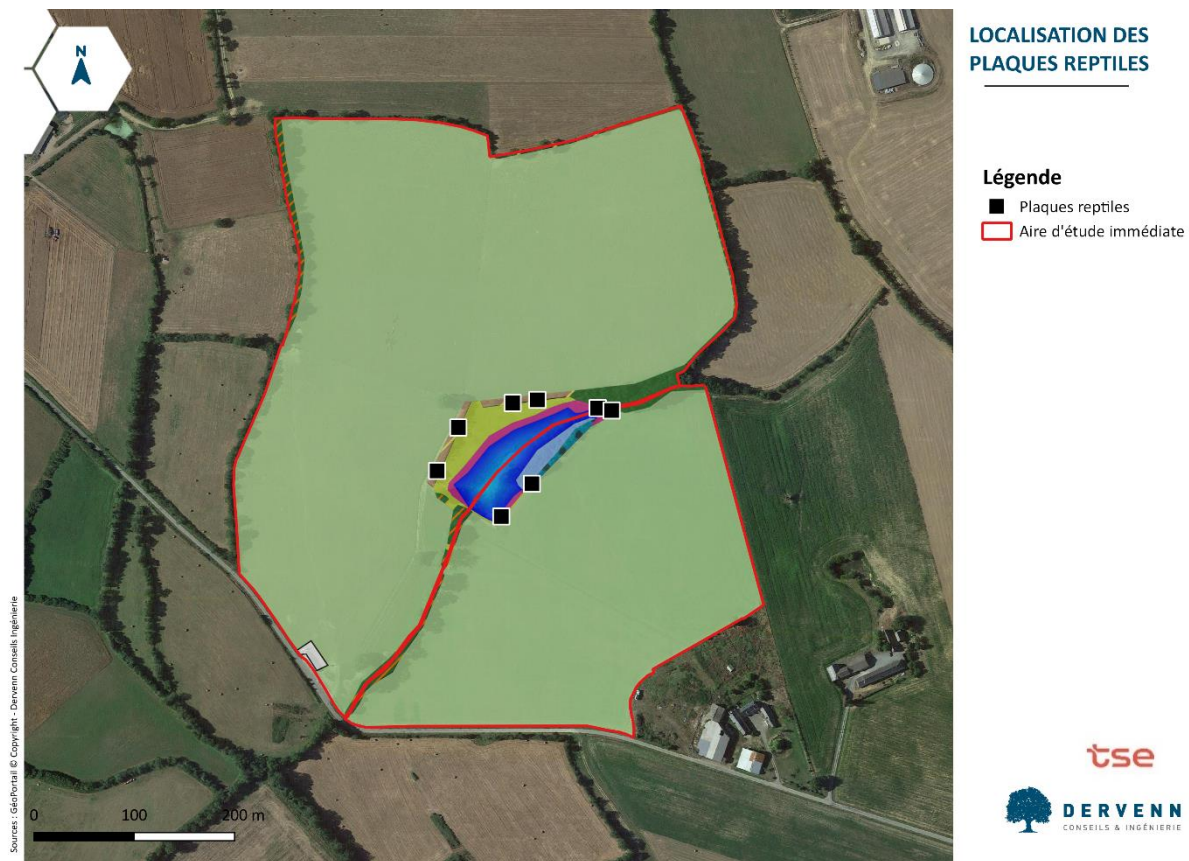 LOCALISATION DES
PLAQUES REPTILES
Légende
Plaques reptiles
Aire d'étude immédiate
N
Sources : GéoPortail © Copyright - Dervenn Conseils Ingénierie
0 100 200 m
tse
DERVENN
CONSEILS & INGÉNIERIE